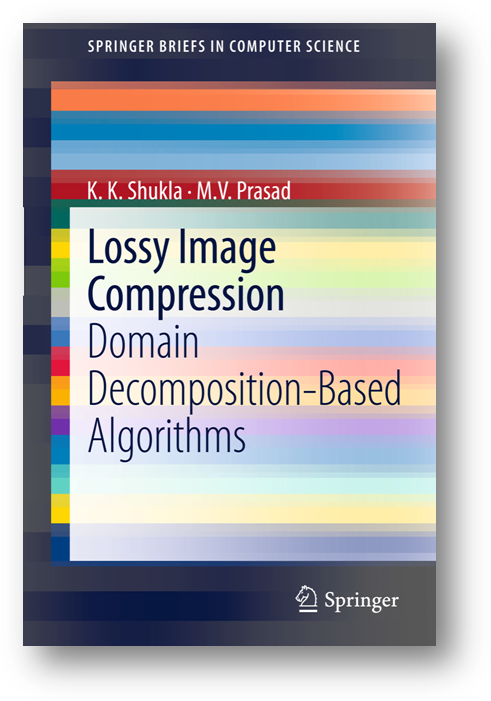 SPRINGER BRIEFS IN COMPUTER SCIENCE
K. K. Shukla · M.V. Prasad
Lossy Image
Compression
Domain
Decomposition-Based
Algorithms
Springer